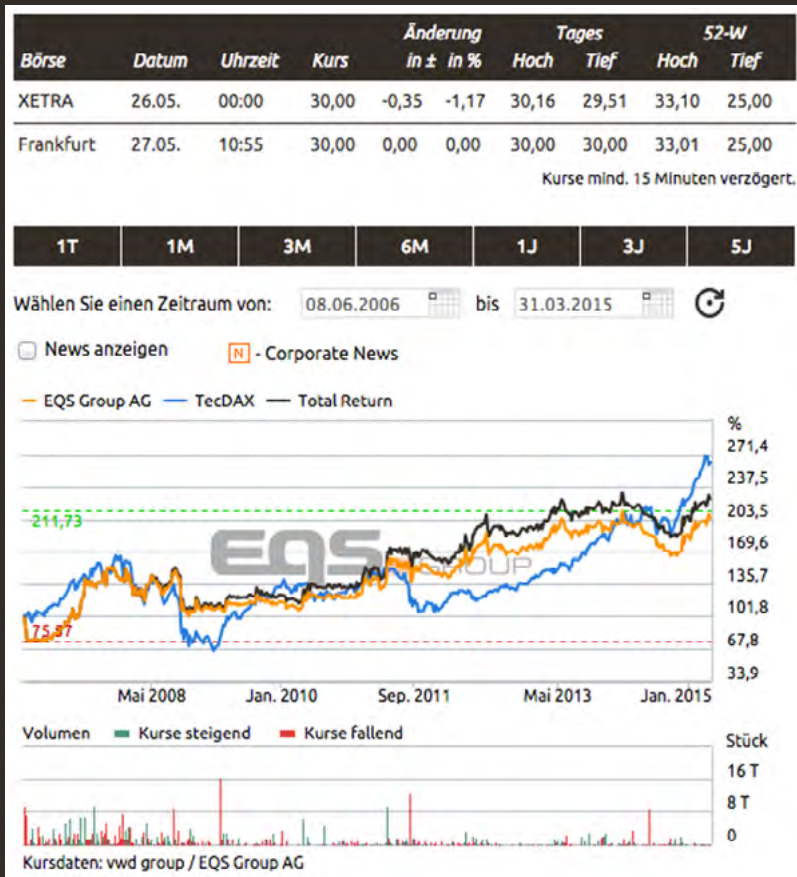 Änderung Tages 52-W
Börse Datum Uhrzeit Kurs in ± in % Hoch Tief Hoch Tief
XETRA 26.05. 00:00 30,00 -0,35 -1,17 30,16 29,51 33,10 25,00
Frankfurt 27.05. 10:55 30,00 0,00 0,00 30,00 30,00 33,01 25,00
Kurse mind. 15 Minuten verzögert.
1T 1M 3M 6M 1J 3J 5J
Wählen Sie einen Zeitraum von: 08.06.2006 bis 31.03.2015
News anzeigen N - Corporate News
EQS Group AG TecDAX Total Return
%
271,4
237,5
203,5
211,73
169,6
EQS GROUP
135,7
101,8
75,57
67,8
33,9
Mai 2008 Jan. 2010 Sep. 2011 Mai 2013 Jan. 2015
Volumen Kurse steigend Kurse fallend
Stück
16 T
8 T
0
Kursdaten: vwd group / EQS Group AG